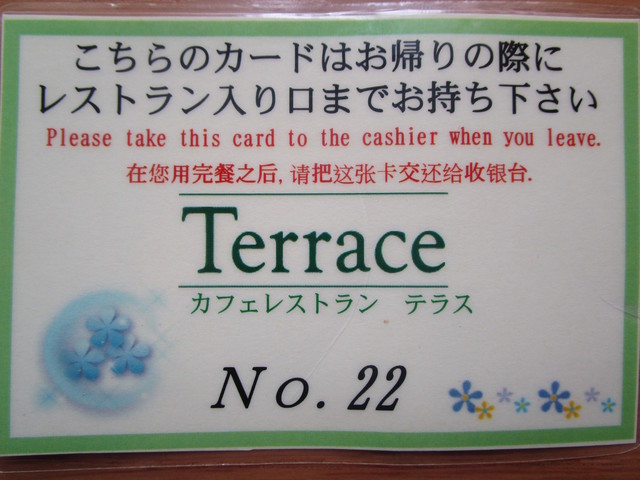 こちらのカードはお帰りの際に
レストラン入り口までお持ち下さい
Please take this card to the cashier when you leave.
在您用完餐之后, 请把这张卡交还给收银台.
Terrace
カフェレストラン テラス
No. 22